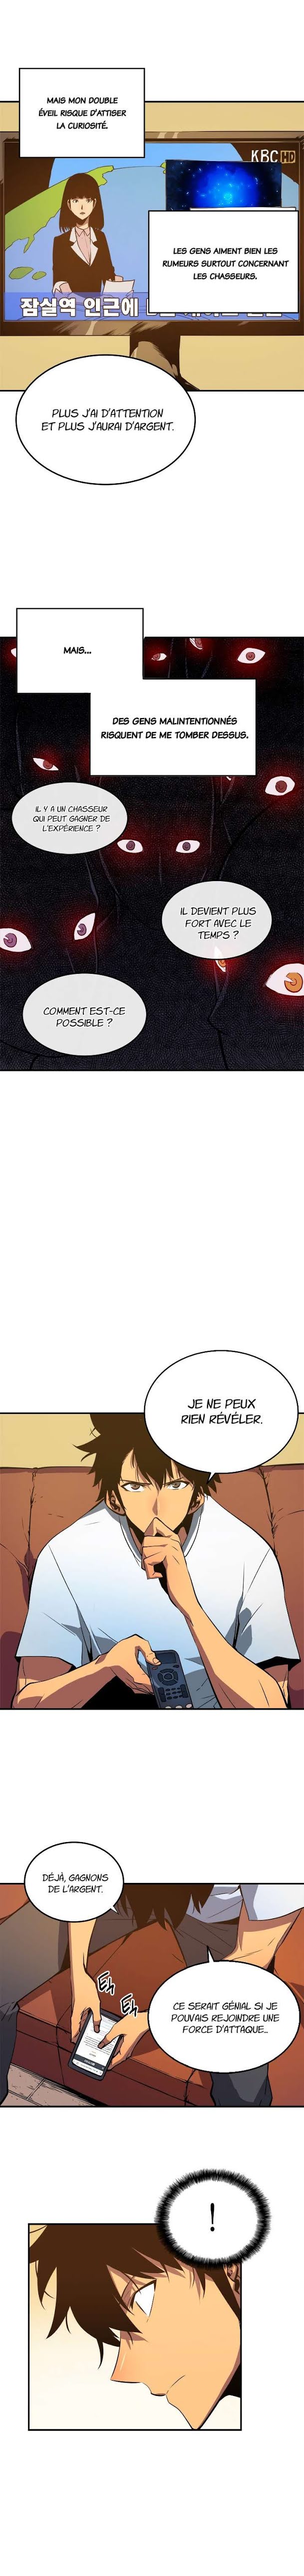 MAIS MON DOUBLE
ÉVEIL RISQUE D'ATTISER
LA CURIOSITÉ.
KBC HD
LES GENS AIMENT BIEN LES
RUMEURS SURTOUT CONCERNANT
LES CHASSEURS.
잠실역 인근에
PLUS J'AI D'ATTENTION
ET PLUS J'AURAI D'ARGENT.
MAIS...
DES GENS MALINTENTIONNÉS
RISQUENT DE ME TOMBER DESSUS.
IL Y A UN CHASSEUR
QUI PEUT GAGNER DE
L'EXPÉRIENCE ?
IL DEVIENT PLUS
FORT AVEC LE
TEMPS ?
COMMENT EST-CE
POSSIBLE ?
JE NE PEUX
RIEN RÉVÉLER.
DÉJÀ, GAGNONS
DE L'ARGENT.
CE SERAIT GÉNIAL SI JE
POUVAIS REJOINDRE UNE
FORCE D'ATTAQUE...
!